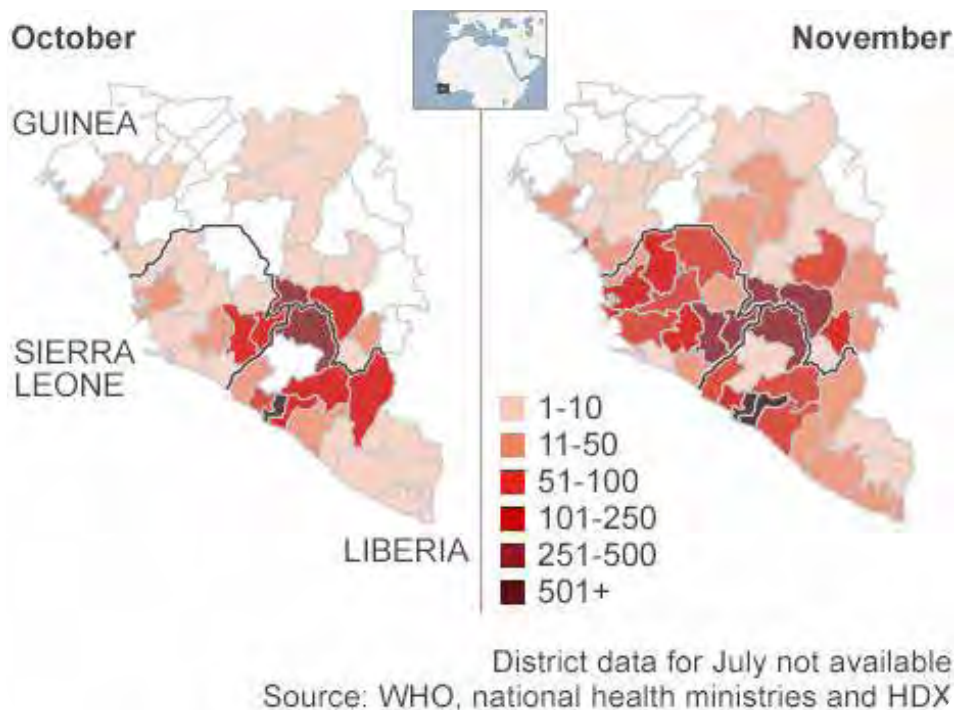 October
November
GUINEA
SIERRA
LEONE
LIBERIA
1-10
11-50
51-100
101-250
251-500
501+
District data for July not available
Source: WHO, national health ministries and HDX